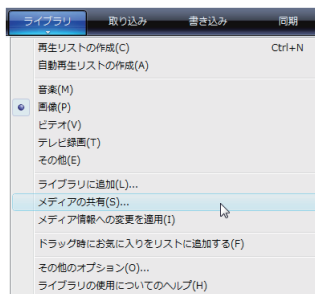 ライブラリ 取り込み 書き込み 同期
再生リストの作成(C) Ctrl+N
自動再生リストの作成(A)
音楽(M)
画像(P)
ビデオ(V)
テレビ録画(T)
その他(E)
ライブラリに追加(L)...
メディアの共有(S)...
メディア情報への変更を適用(I)
ドラッグ時にお気に入りをリストに追加する(F)
その他のオプション(O)...
ライブラリの使用についてのヘルプ(H)